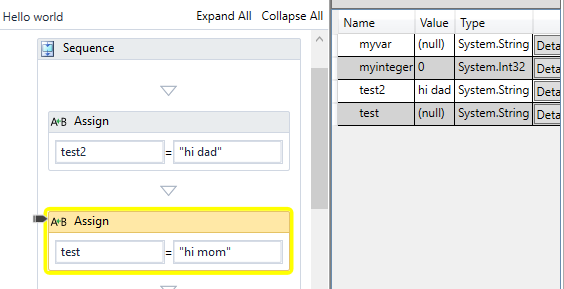 Hello world Expand All Collapse All
Sequence
A+B Assign
test2 = "hi dad"
A+B Assign
test = "hi mom"
Name Value Type
myvar (null) System.String Deta
myinteger 0 System.Int32 Deta
test2 hi dad System.String Deta
test (null) System.String Deta